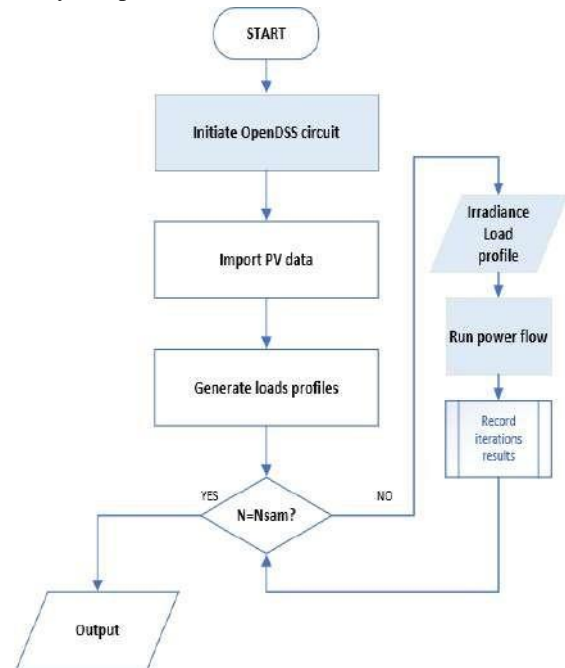 START
Initiate OpenDSS circuit
Import PV data
Generate loads profiles
YES
N=Nsam?
NO
Output
Irradiance
Load
profile
Run power flow
Record
iterations
results